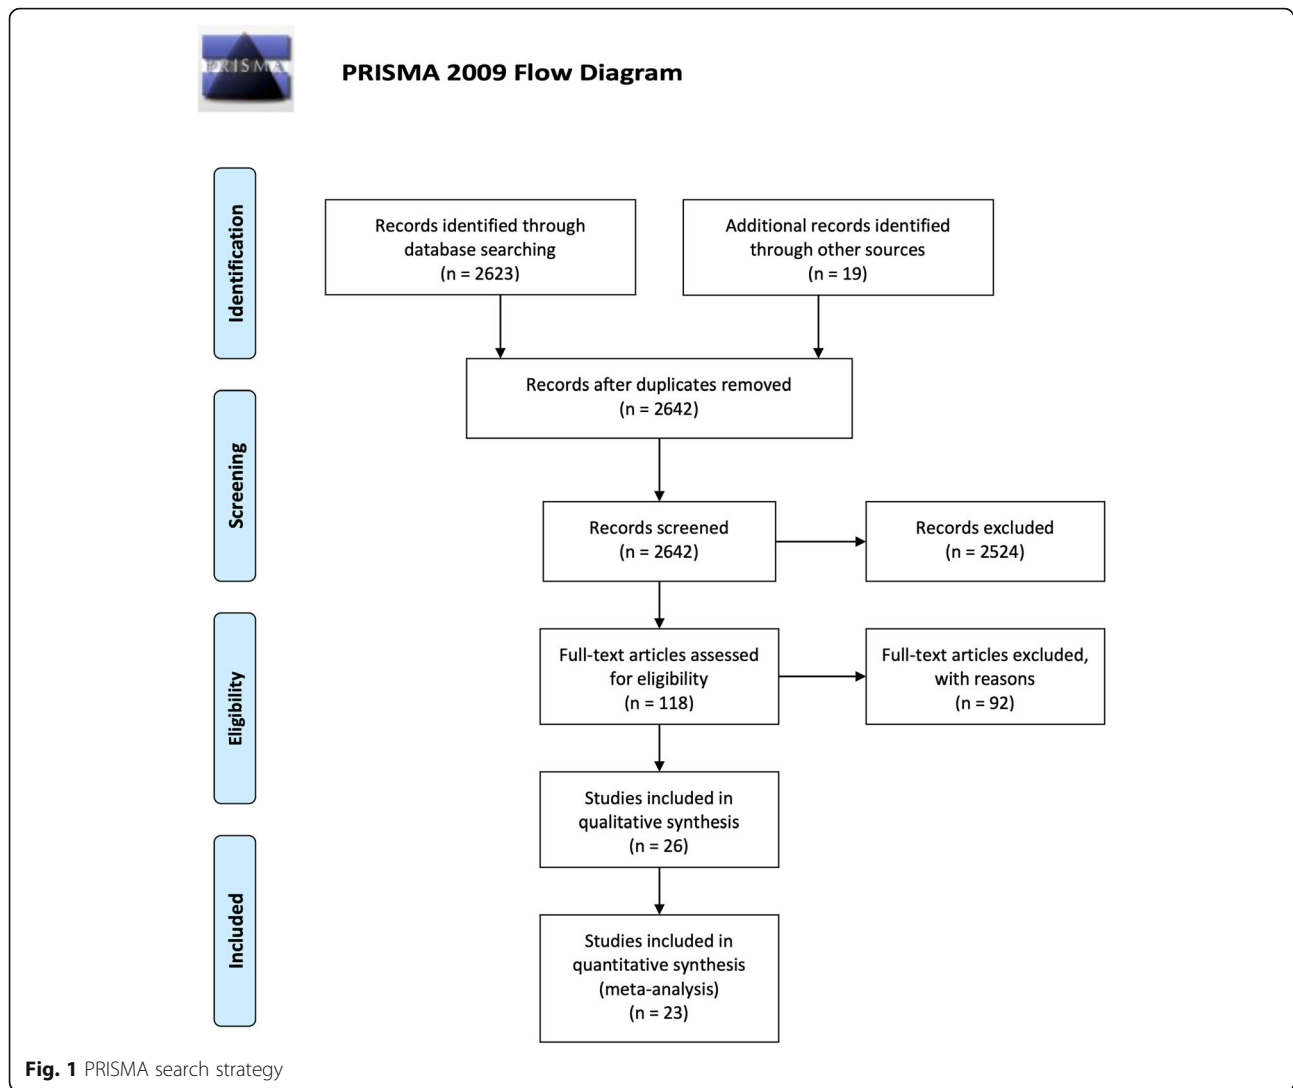 PRISMA
PRISMA 2009 Flow Diagram
Identification
Records identified through
database searching
(n = 2623)
Additional records identified
through other sources
(n = 19)
Records after duplicates removed
(n = 2642)
Screening
Records screened
(n = 2642)
Records excluded
(n = 2524)
Eligibility
Full-text articles assessed
for eligibility
(n = 118)
Full-text articles excluded,
with reasons
(n = 92)
Studies included in
qualitative synthesis
(n = 26)
Included
Studies included in
quantitative synthesis
(meta-analysis)
(n = 23)
Fig. 1 PRISMA search strategy